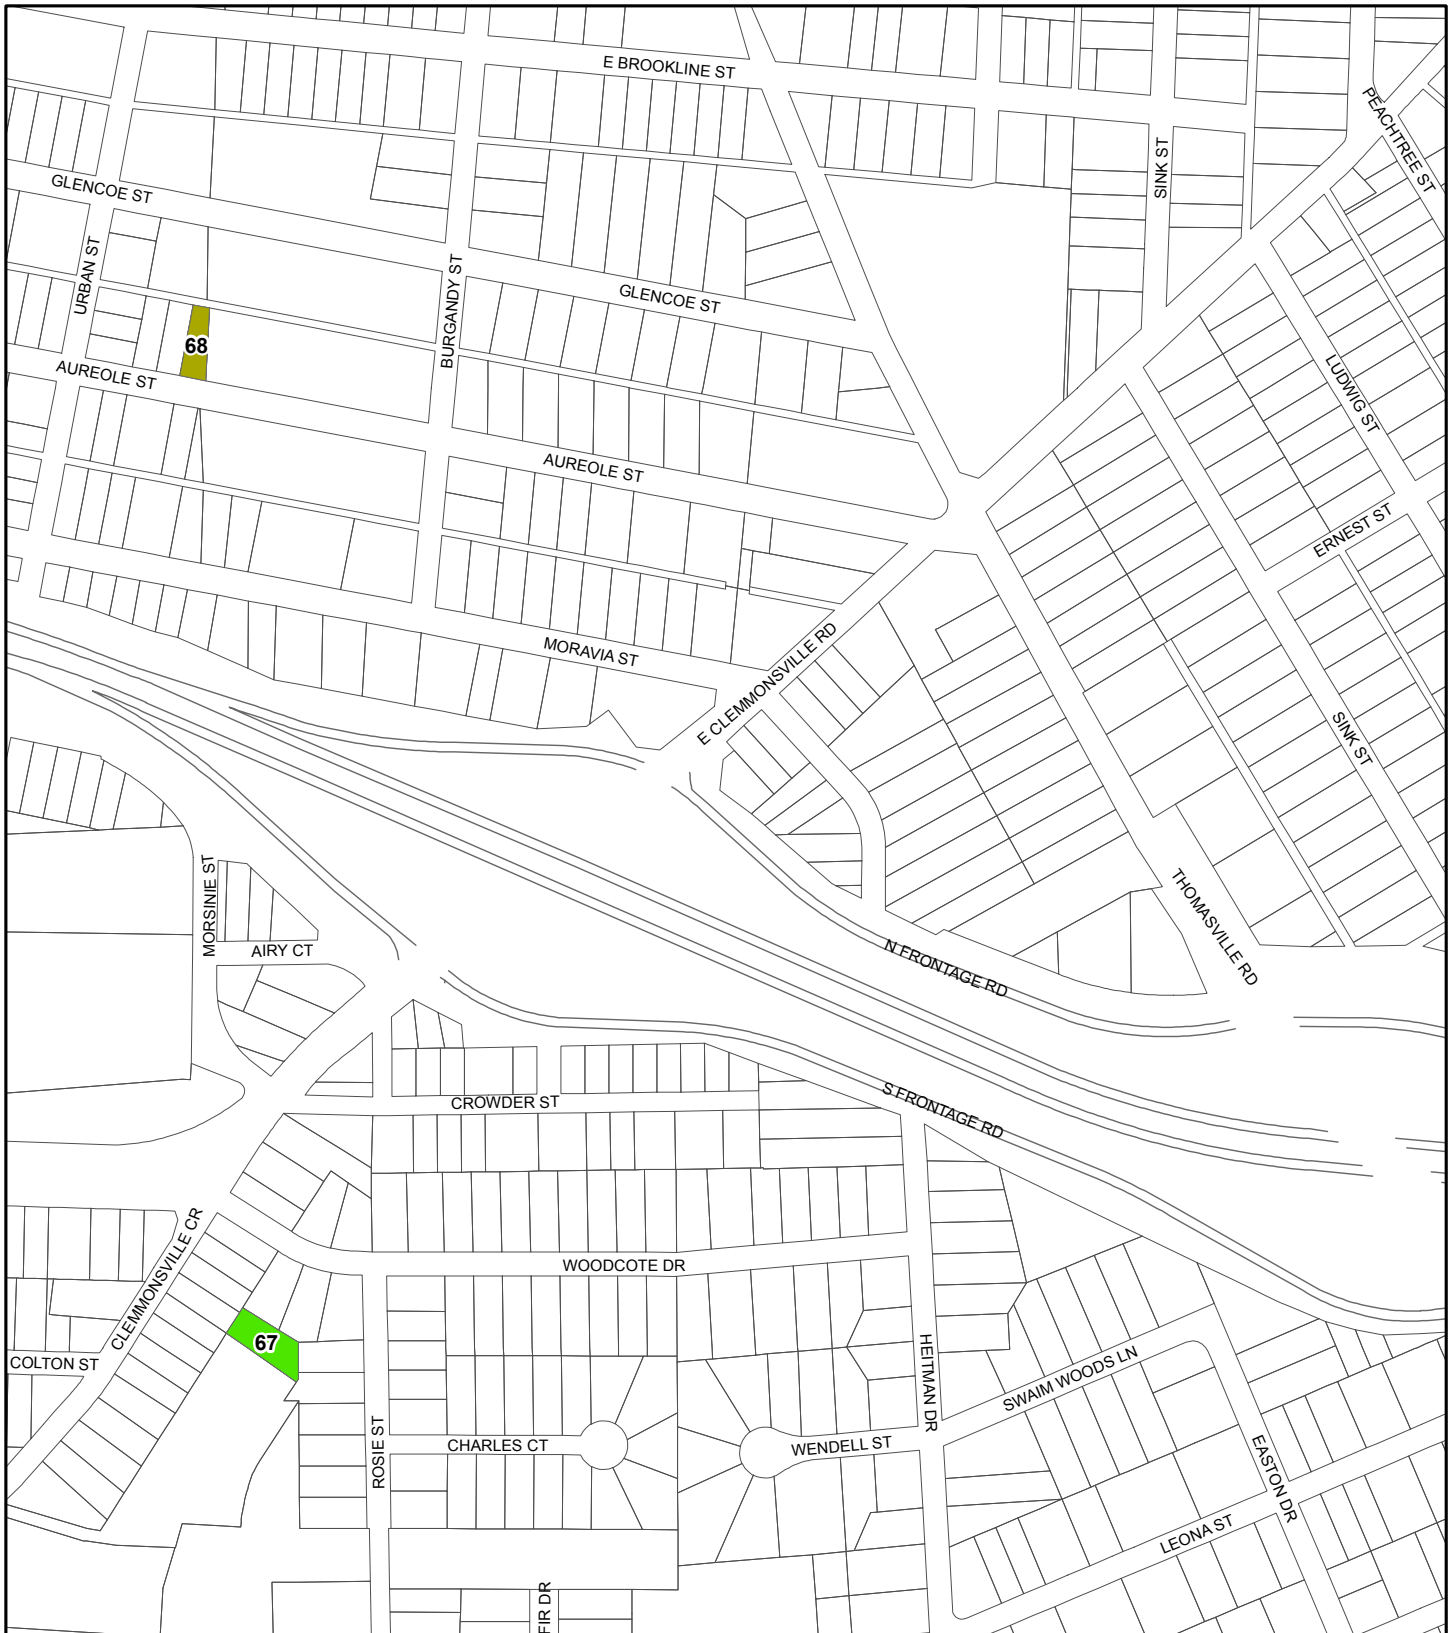 E BROOKLINE ST
PEACHTREE ST
SINK ST
GLENCOE ST
URBAN ST
BURGANDY ST
GLENCOE ST
68
AUREOLE ST
LUDWIG ST
AUREOLE ST
ERNEST ST
MORAVIA ST
E CLEMMONSVILLE RD
SINK ST
MORSINIE ST
THOMASVILLE RD
AIRY CT
N FRONTAGE RD
CROWDER ST
S FRONTAGE RD
CLEMMONSVILLE CR
WOODCOTE DR
67
COLTON ST
HEITMAN DR
SWAIM WOODS LN
ROSIE ST
CHARLES CT
WENDELL ST
EASTON DR
LEONA ST
FIR DR